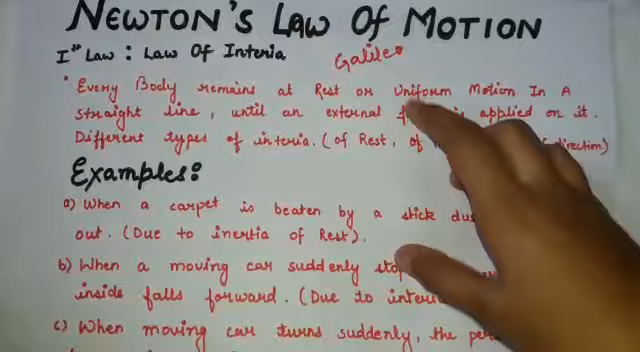 NEWTON'S LAW OF MOTION
Ist LAW : LAW Of Interia
Galileo
Every Body remains at Rest or Uniform Motion In A
straight line, until an external applied on it.
Different types of interia. (of Rest, of direction)
Examples:
a) When a carpet is beaten by a stick
out. (Due to inertia of Rest).
b) When a moving car suddenly
inside falls forward. (Due to
c) When moving car turns suddenly, the